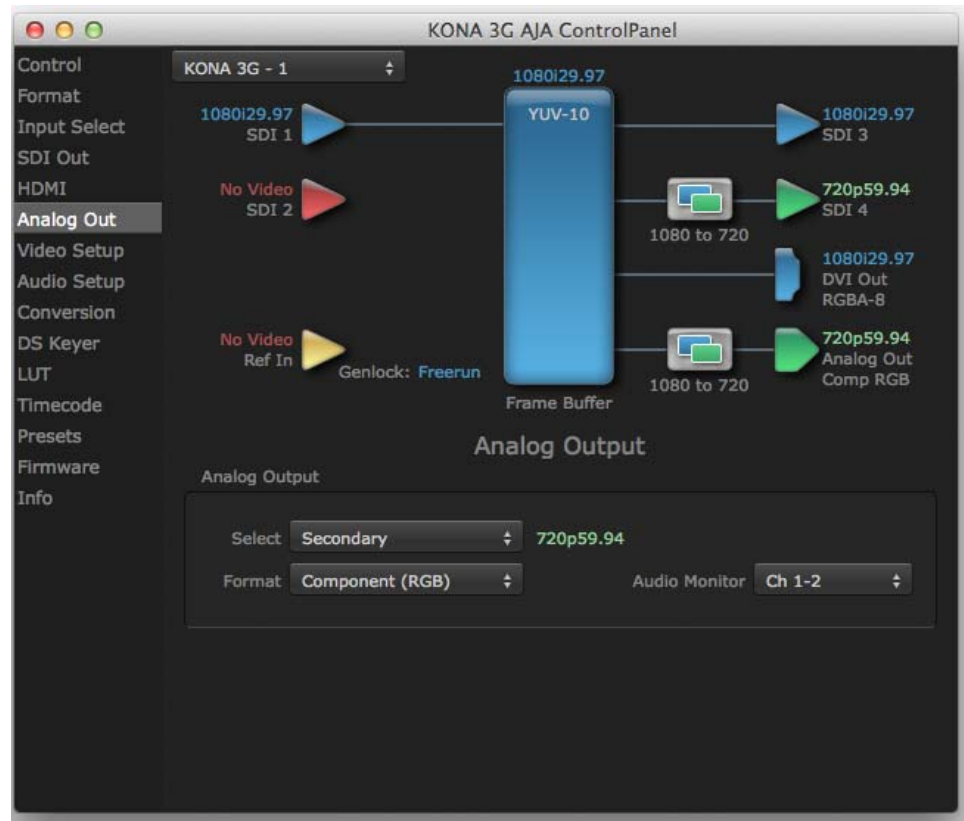 KONA 3G AJA ControlPanel
Control
Format
Input Select
SDI Out
HDMI
Analog Out
Video Setup
Audio Setup
Conversion
DS Keyer
LUT
Timecode
Presets
Firmware
Info
KONA 3G - 1
1080i29.97
SDI 1
No Video
SDI 2
No Video
Ref In
Genlock: Freerun
1080i29.97
YUV-10
Frame Buffer
1080i29.97
SDI 3
1080 to 720
720p59.94
SDI 4
1080i29.97
DVI Out
RGBA-8
1080 to 720
720p59.94
Analog Out
Comp RGB
Analog Output
Analog Output
Select Secondary 720p59.94
Format Component (RGB) Audio Monitor Ch 1-2